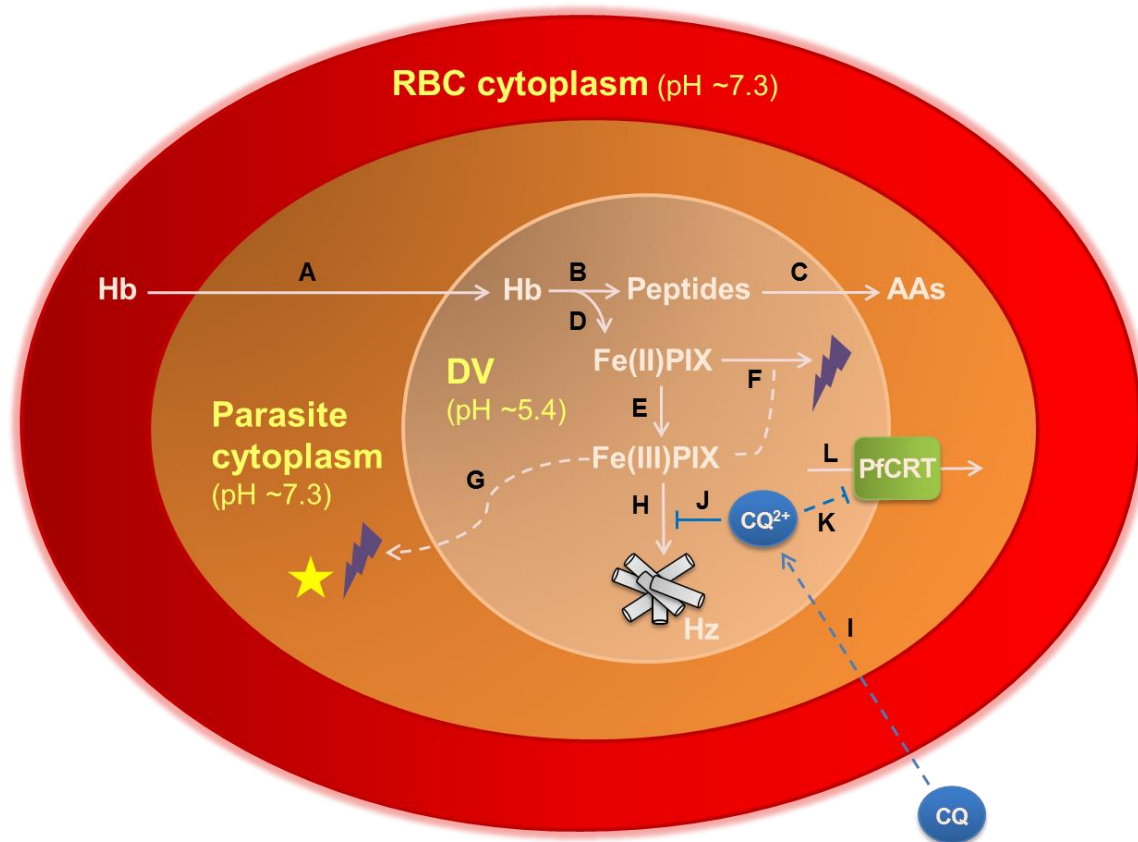 RBC cytoplasm (pH ~7.3)
Hb
A
Hb
B
Peptides
C
AAs
D
Fe(II)PIX
F
DV
(pH ~5.4)
E
Parasite
cytoplasm
(pH ~7.3)
G
Fe(III)PIX
L
PfCRT
H
J
CQ2+
K
Hz
I
CQ